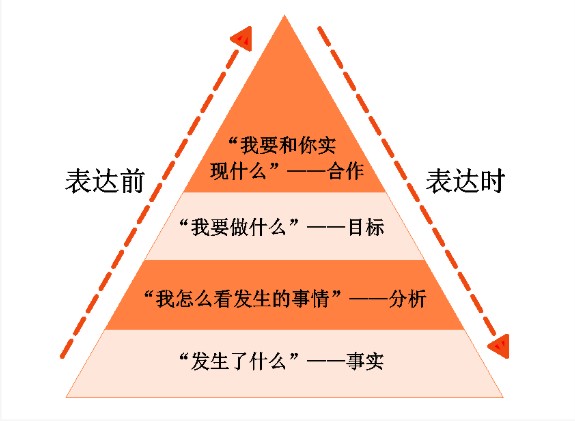 “我要和你实
现什么”——合作
表达前
表达时
“我要做什么”——目标
“我怎么看发生的事情”——分析
“发生了什么”——事实